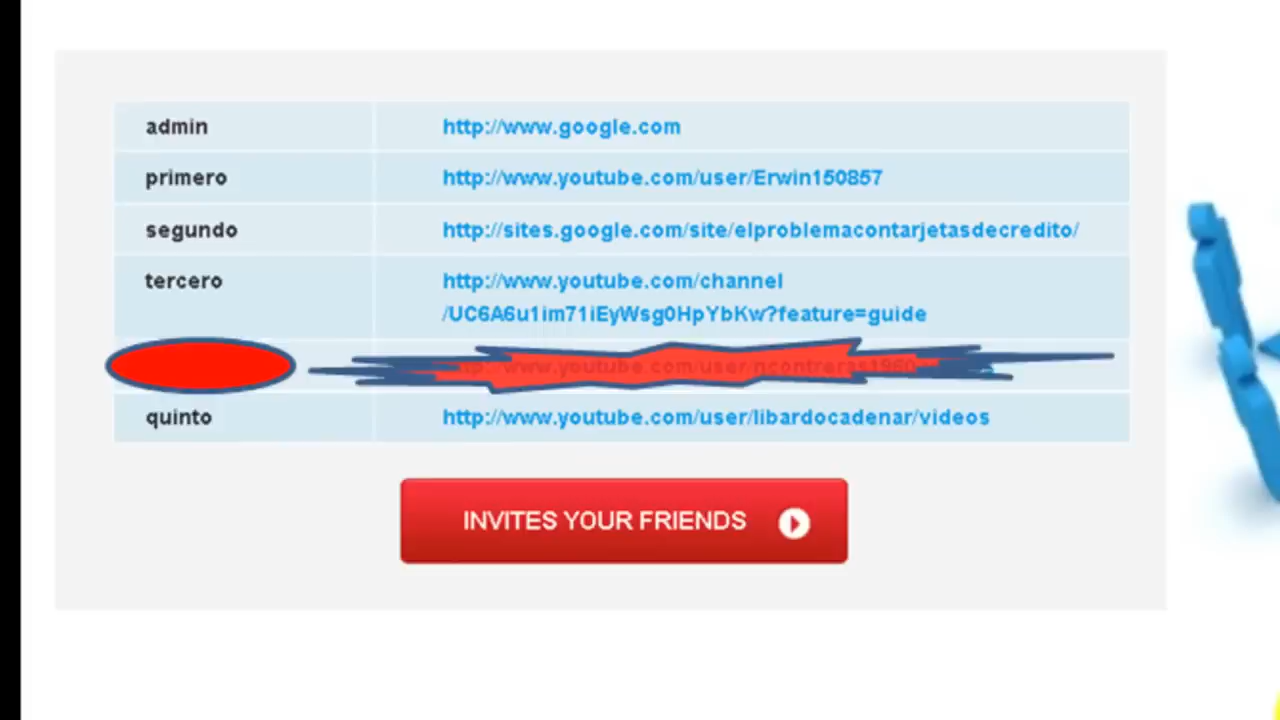 admin http://www.google.com
primero http://www.youtube.com/user/Erwin150857
segundo http://sites.google.com/site/elproblemacontarjetasdecredito/
tercero http://www.youtube.com/channel
/UC6A6u1im71iEyWsg0HpYbKw?feature=guide
quinto http://www.youtube.com/user/libardocadenar/videos
INVITES YOUR FRIENDS